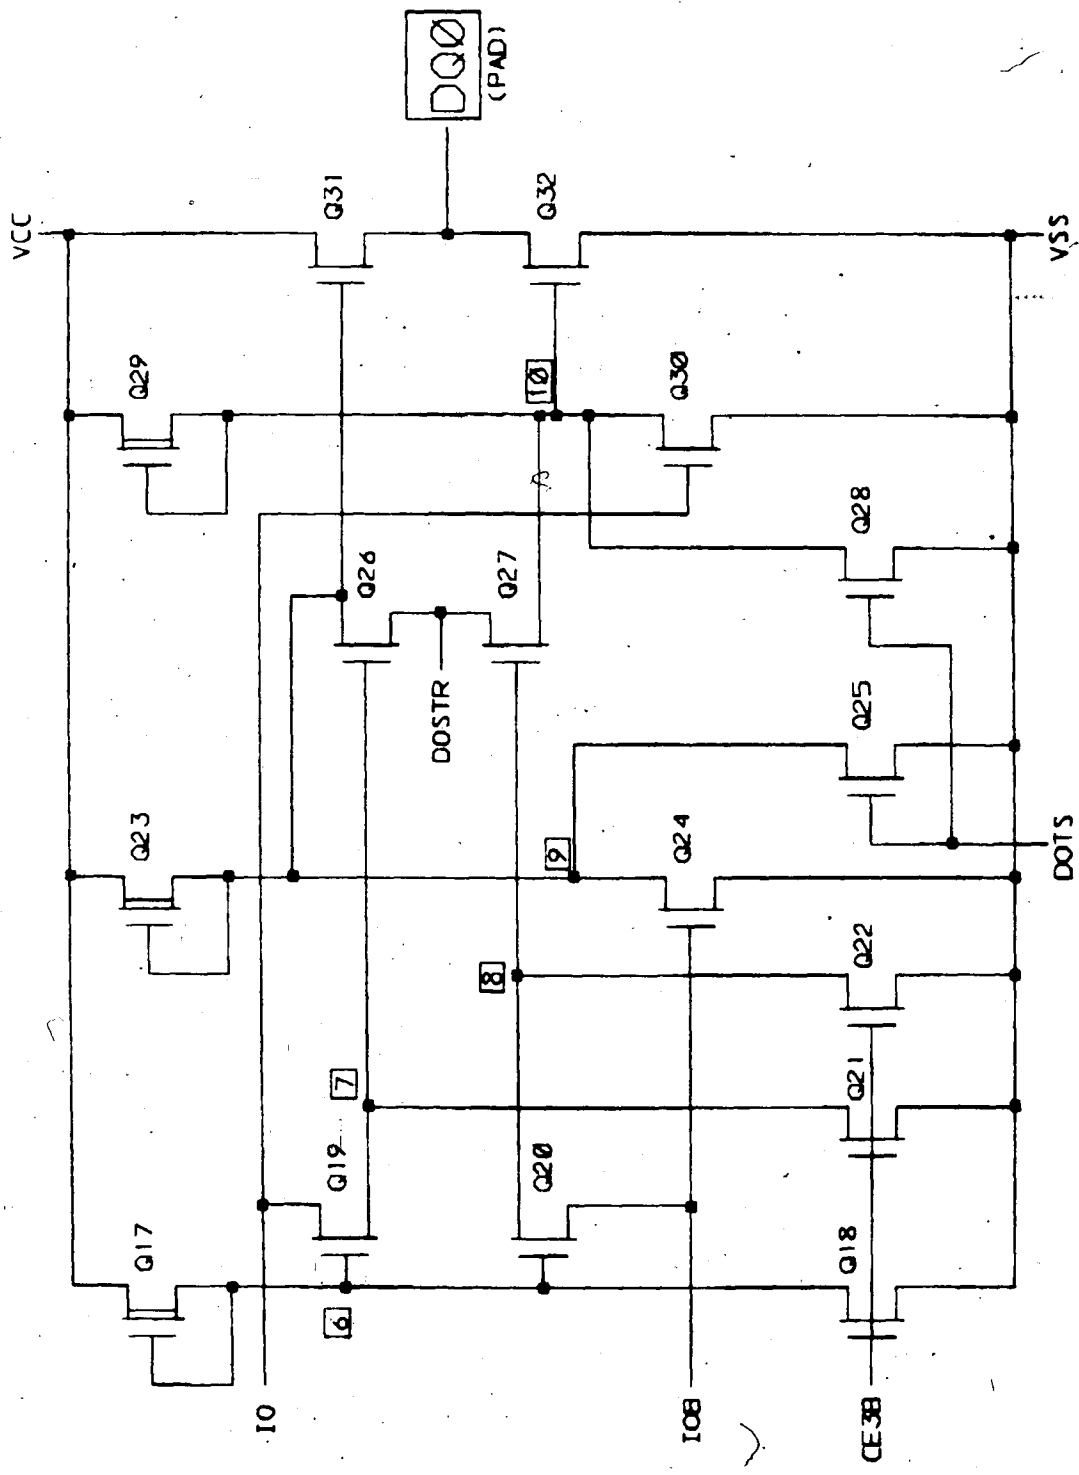 VCC
DQ0
(PAD)
Q31
Q32
VSS
Q29
10
Q30
Q26
Q27
Q28
DOSTR
Q25
Q23
9
Q24
DOTS
8
Q22
7
Q21
Q19
Q20
Q17
6
Q18
IO
IOB
CE3B